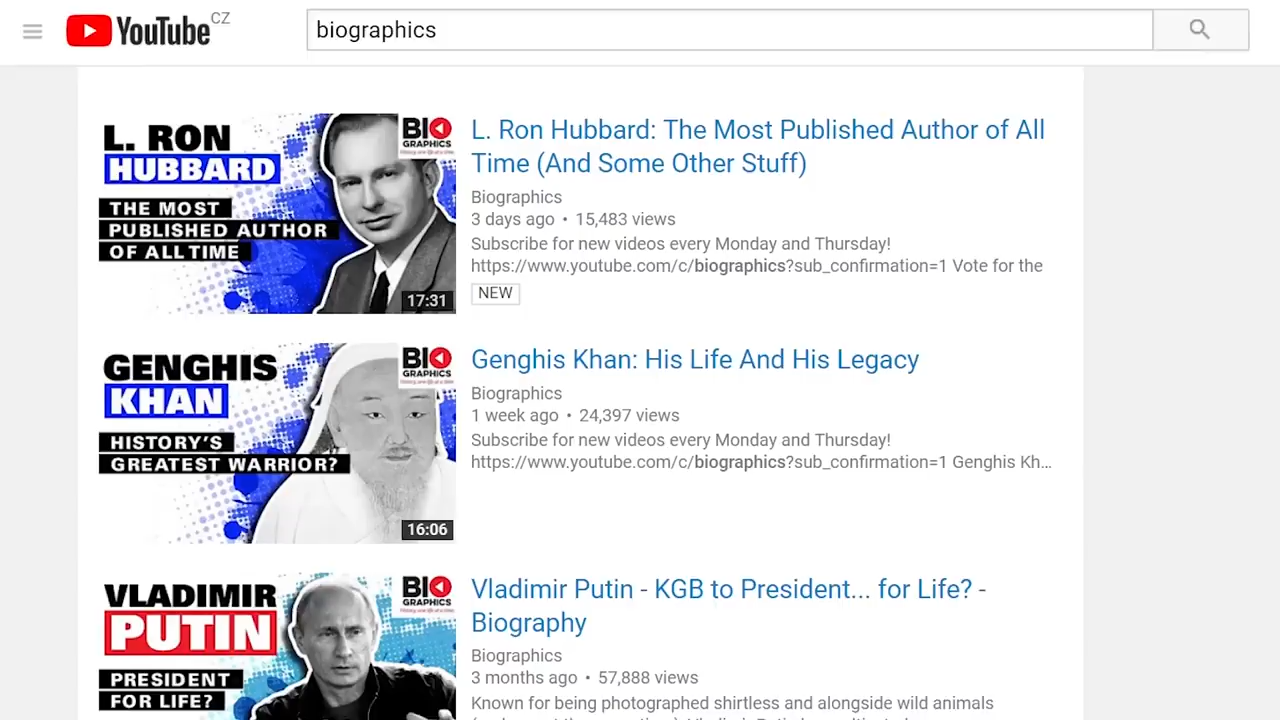 YouTube CZ
biographics
L. RON
HUBBARD
THE MOST
PUBLISHED AUTHOR
OF ALL TIME
BIO
GRAPHICS
17:31
L. Ron Hubbard: The Most Published Author of All
Time (And Some Other Stuff)
Biographics
3 days ago • 15,483 views
Subscribe for new videos every Monday and Thursday!
https://www.youtube.com/c/biographics?sub_confirmation=1 Vote for the
NEW
GENGHIS
KHAN
HISTORY'S
GREATEST WARRIOR?
BIO
GRAPHICS
16:06
Genghis Khan: His Life And His Legacy
Biographics
1 week ago • 24,397 views
Subscribe for new videos every Monday and Thursday!
https://www.youtube.com/c/biographics?sub_confirmation=1 Genghis Kh...
VLADIMIR
PUTIN
PRESIDENT
FOR LIFE?
BIO
GRAPHICS
Vladimir Putin - KGB to President... for Life? -
Biography
Biographics
3 months ago • 57,888 views
Known for being photographed shirtless and alongside wild animals